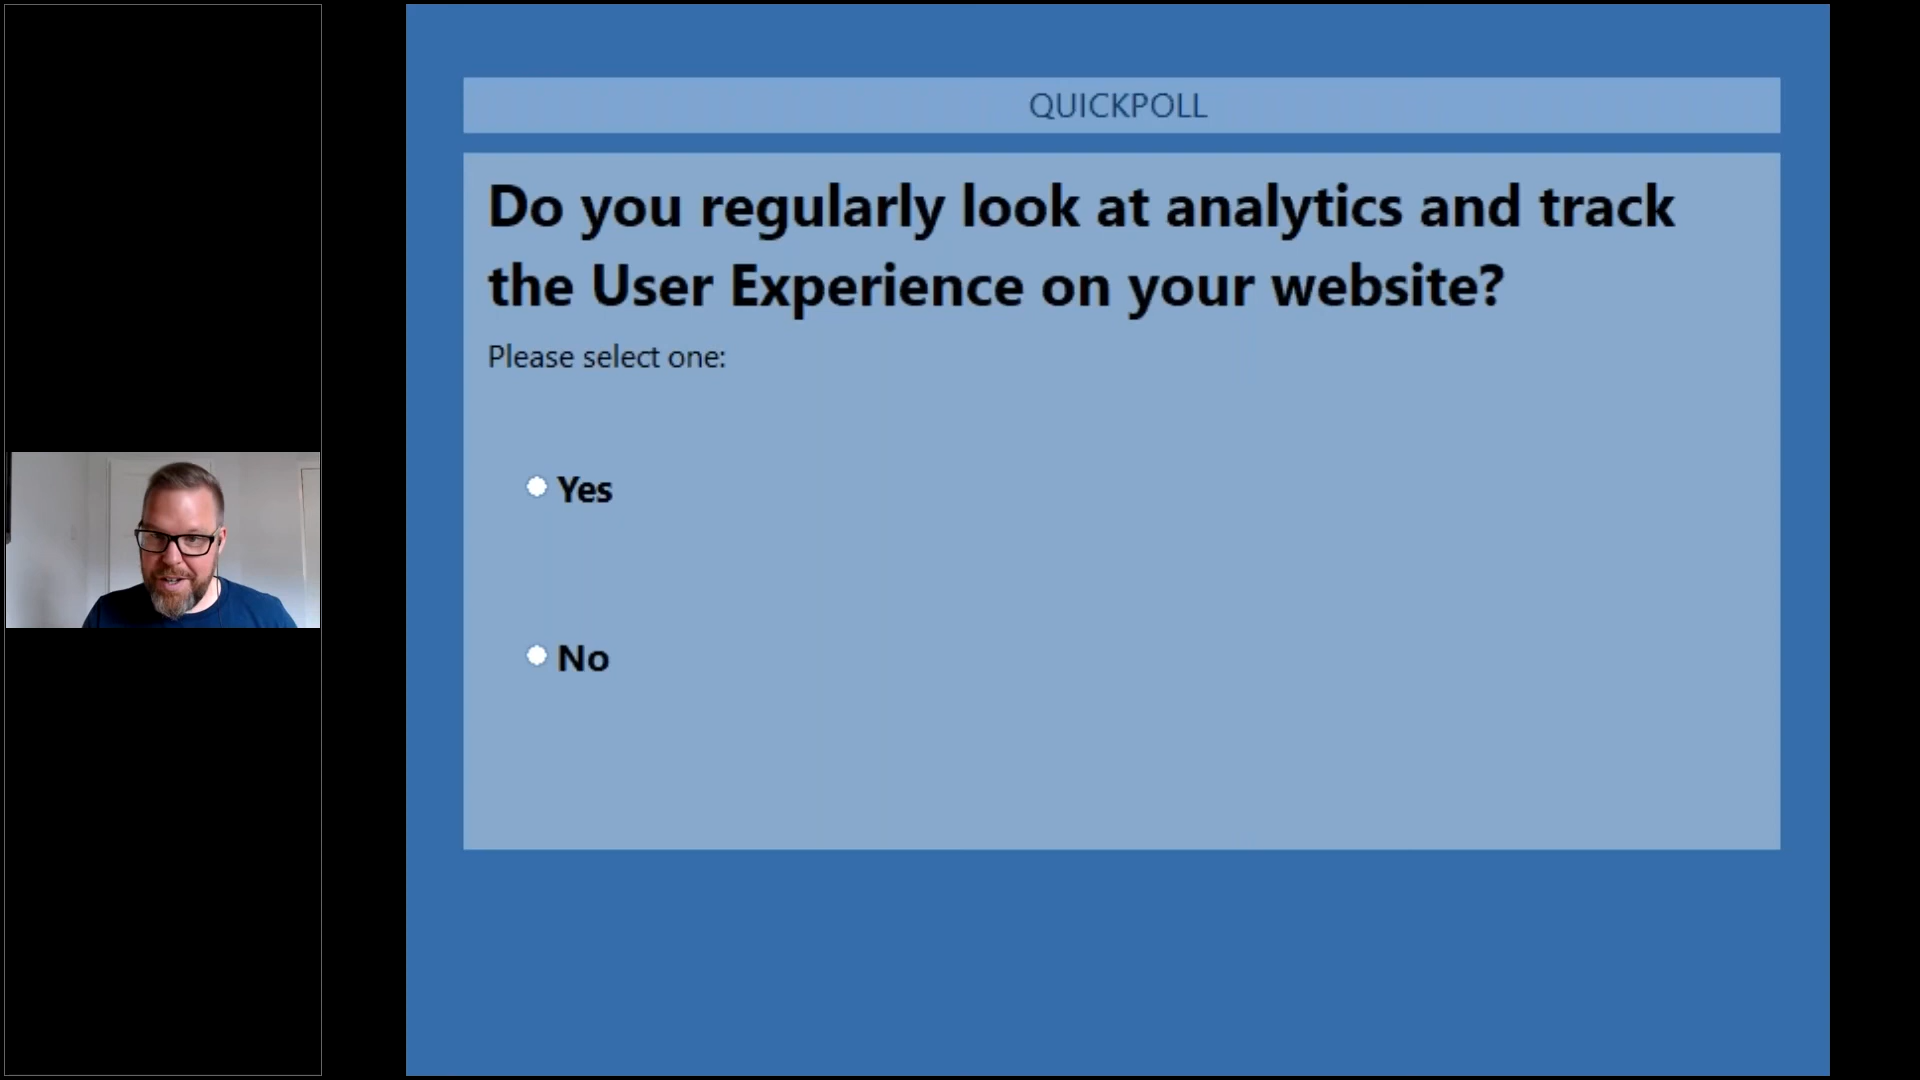 QUICKPOLL
Do you regularly look at analytics and track
the User Experience on your website?
Please select one:
Yes
No